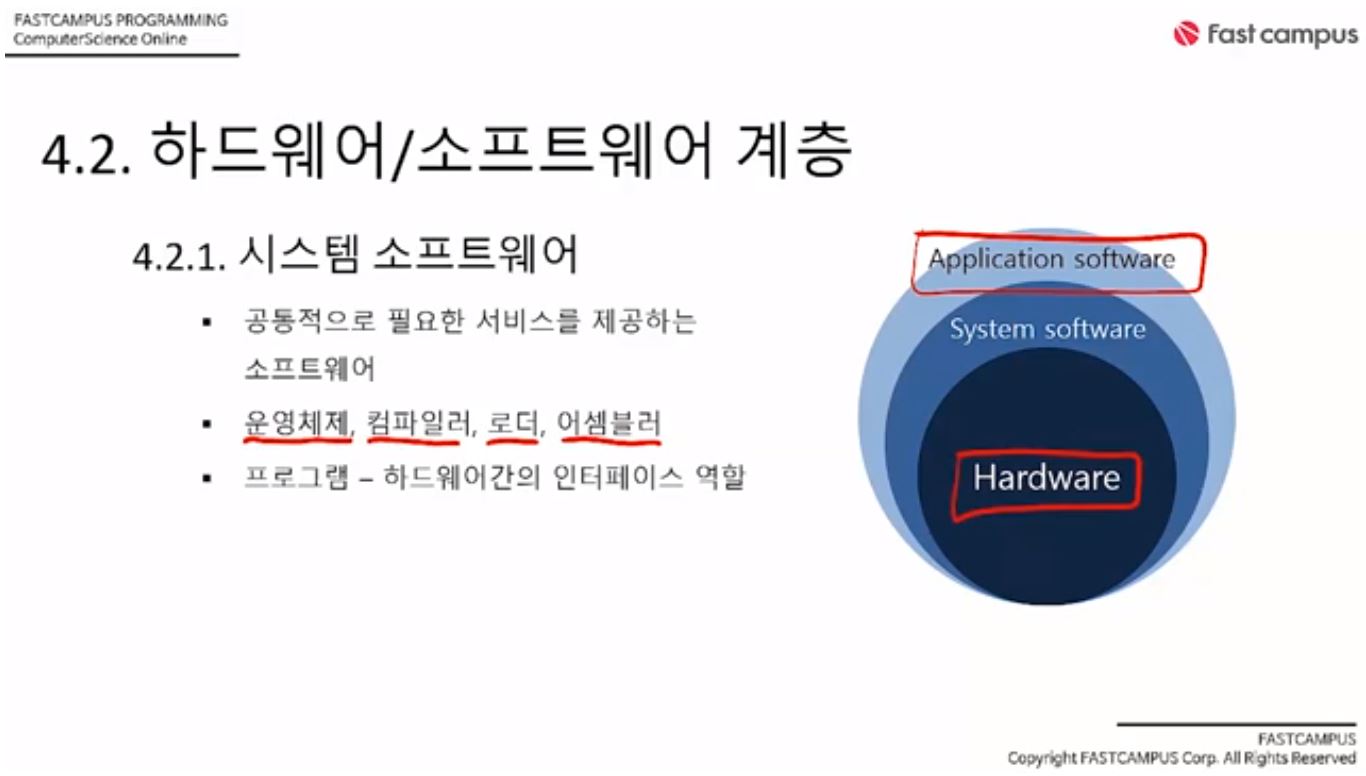 FASTCAMPUS PROGRAMMING
ComputerScience Online
Fast campus
4.2. 하드웨어/소프트웨어 계층
4.2.1. 시스템 소프트웨어
▪ 공통적으로 필요한 서비스를 제공하는
소프트웨어
▪ 운영체제, 컴파일러, 로더, 어셈블러
▪ 프로그램 – 하드웨어간의 인터페이스 역할
Application software
System software
Hardware
FASTCAMPUS
Copyright FASTCAMPUS Corp. All Rights Reserved